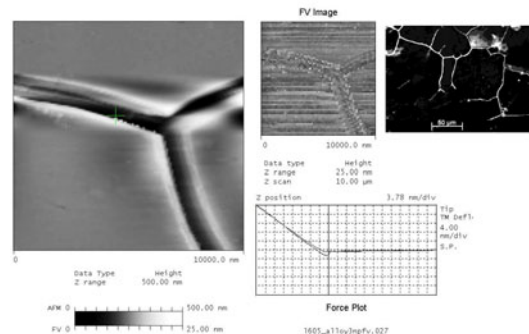 FV Image
0
10000.0 nm
Data type Height
Z range 25.00 nm
Z scan 10.00 µm
50 µm
0
10000.0 nm
Data Type Height
Z range 500.00 nm
Z position 3.78 nm/div
Tip
TM Defl.
4.00
nm/div
S.P.
AFM 0 500.00 nm
FV 0 25.00 nm
Force Plot